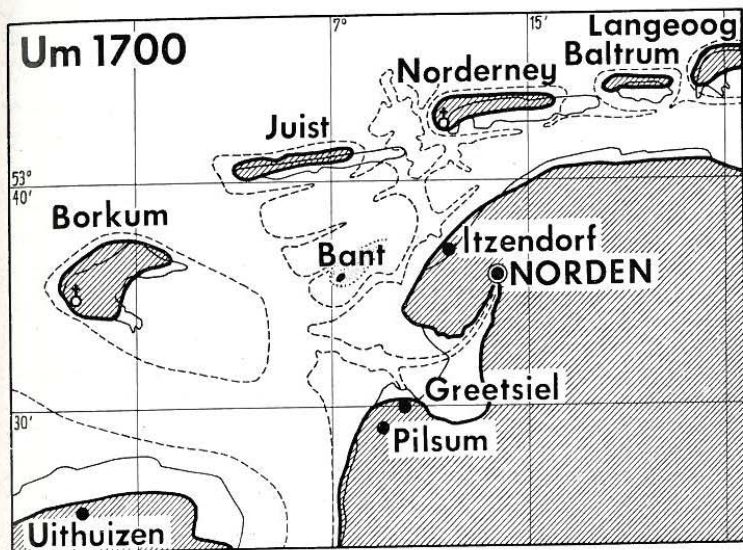 Um 1700
7°
15'
Langeoog
Baltrum
Norderney
Juist
53°
40'
Borkum
Bant
Itzendorf
NORDEN
30'
Greetsiel
Pilsum
Uithuizen